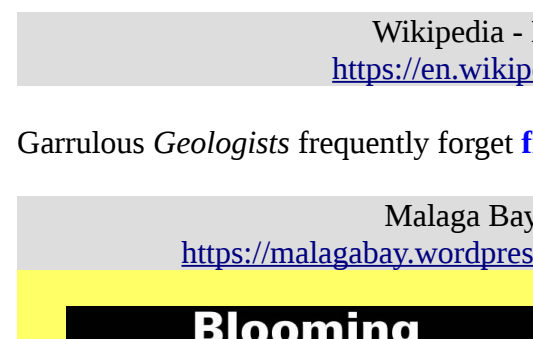 Wikipedia -
https://en.wikip
Garrulous Geologists frequently forget
Malaga Bay
https://malagabay.wordpres
Blooming